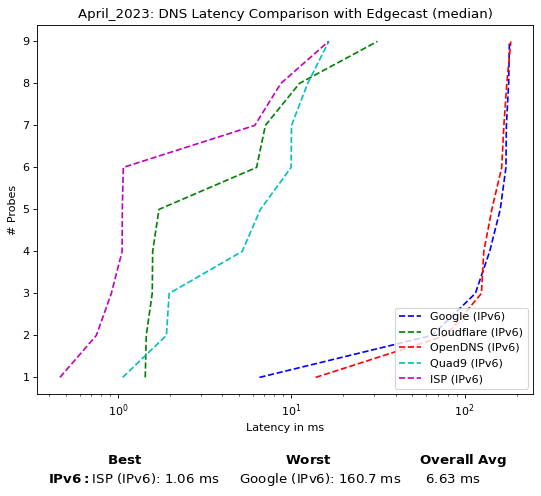 April_2023: DNS Latency Comparison with Edgecast (median)
9
8
7
6
5
4
3
2
1
# Probes
Google (IPv6)
Cloudflare (IPv6)
OpenDNS (IPv6)
Quad9 (IPv6)
ISP (IPv6)
10⁰ 10¹ 10²
Latency in ms
Best Worst Overall Avg
IPv6: ISP (IPv6): 1.06 ms Google (IPv6): 160.7 ms 6.63 ms